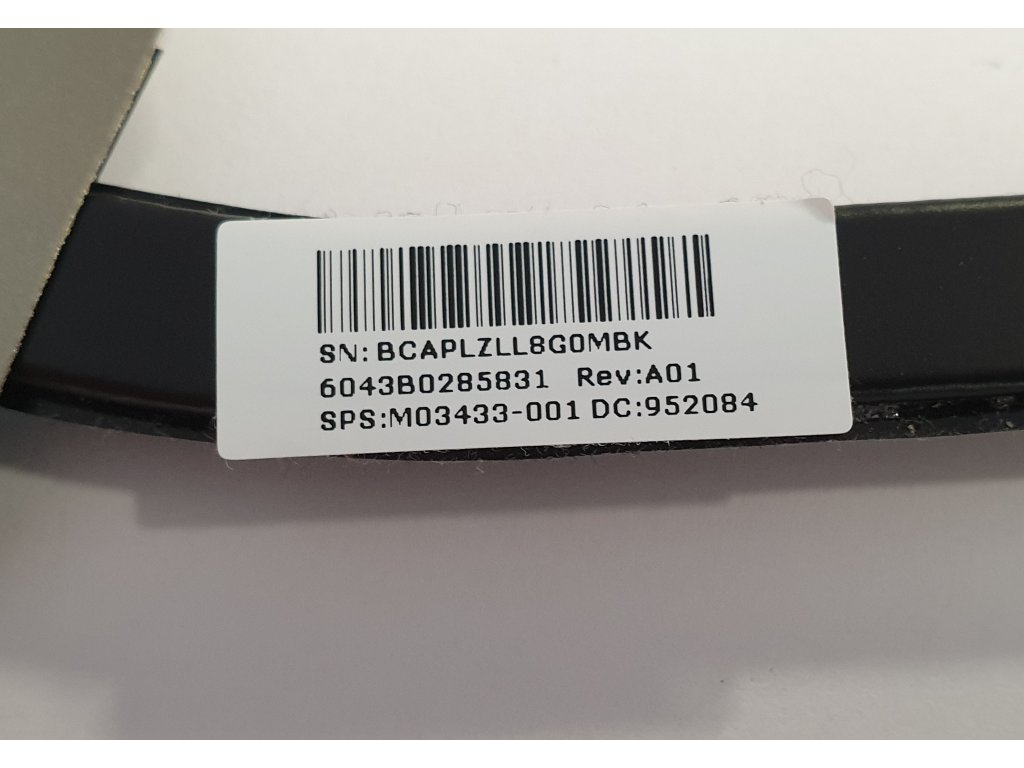 SN: BCAPLZLL8G0MBK
6043B0285831 Rev:A01
SPS:M03433-001 DC:952084